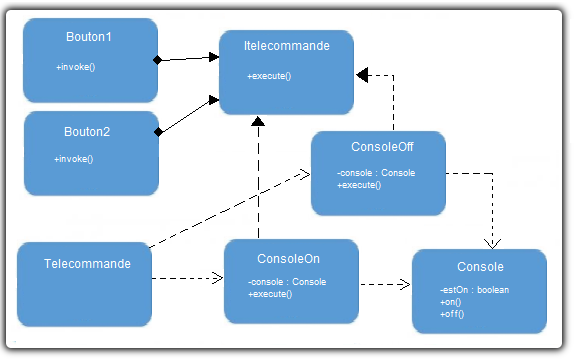 Bouton1
+invoke()
Itelecommande
+execute()
Bouton2
+invoke()
ConsoleOff
-console : Console
+execute()
Telecommande
ConsoleOn
-console : Console
+execute()
Console
-estOn : boolean
+on()
+off()